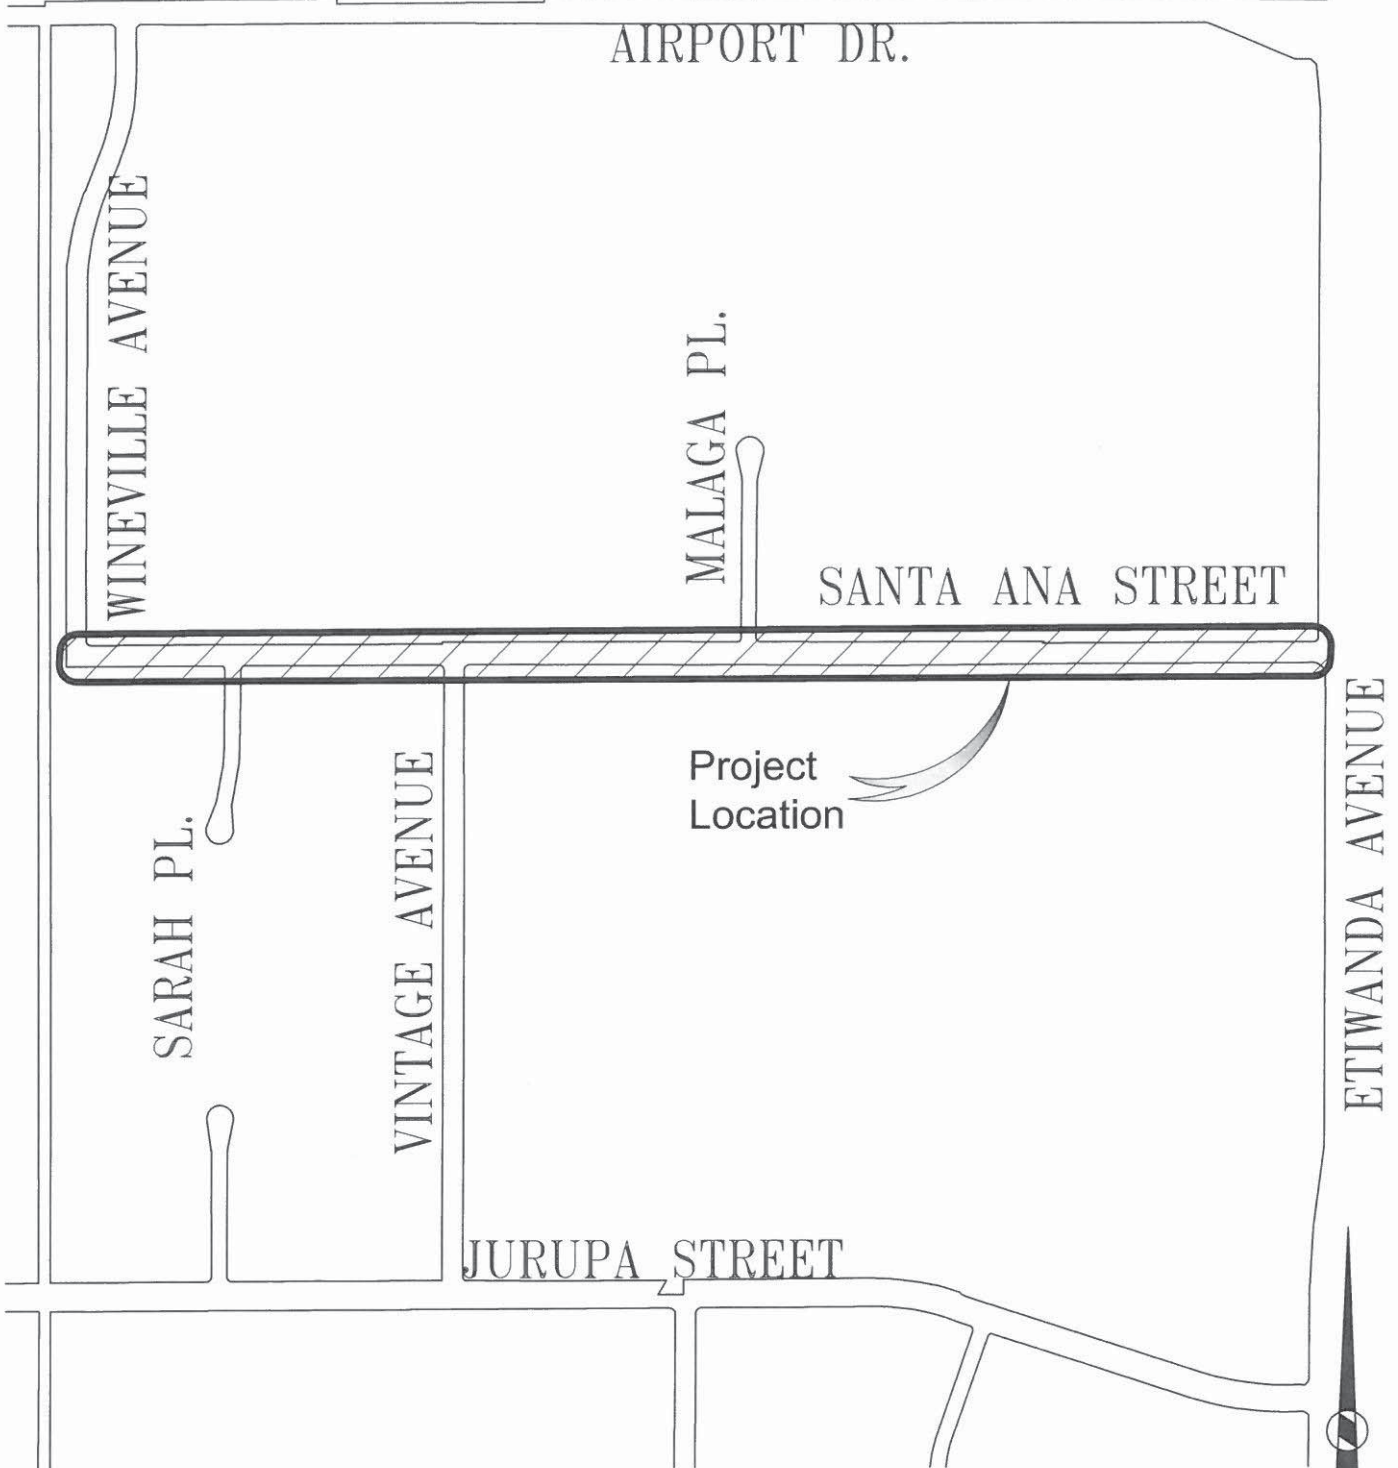 AIRPORT DR.
WINEVILLE AVENUE
MALAGA PL.
SANTA ANA STREET
Project
Location
ETIWANDA AVENUE
SARAH PL.
VINTAGE AVENUE
JURUPA STREET